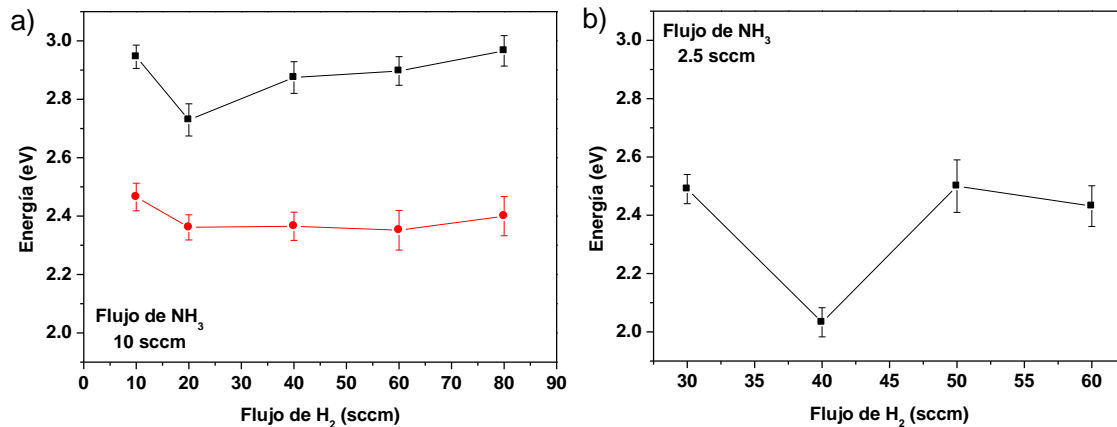 a)
Flujo de NH₃
10 sccm
Energía (eV)
3.0
2.8
2.6
2.4
2.2
2.0
0 10 20 30 40 50 60 70 80 90
Flujo de H₂ (sccm)
b)
Flujo de NH₃
2.5 sccm
Energía (eV)
3.0
2.8
2.6
2.4
2.2
2.0
30 35 40 45 50 55 60
Flujo de H₂ (sccm)